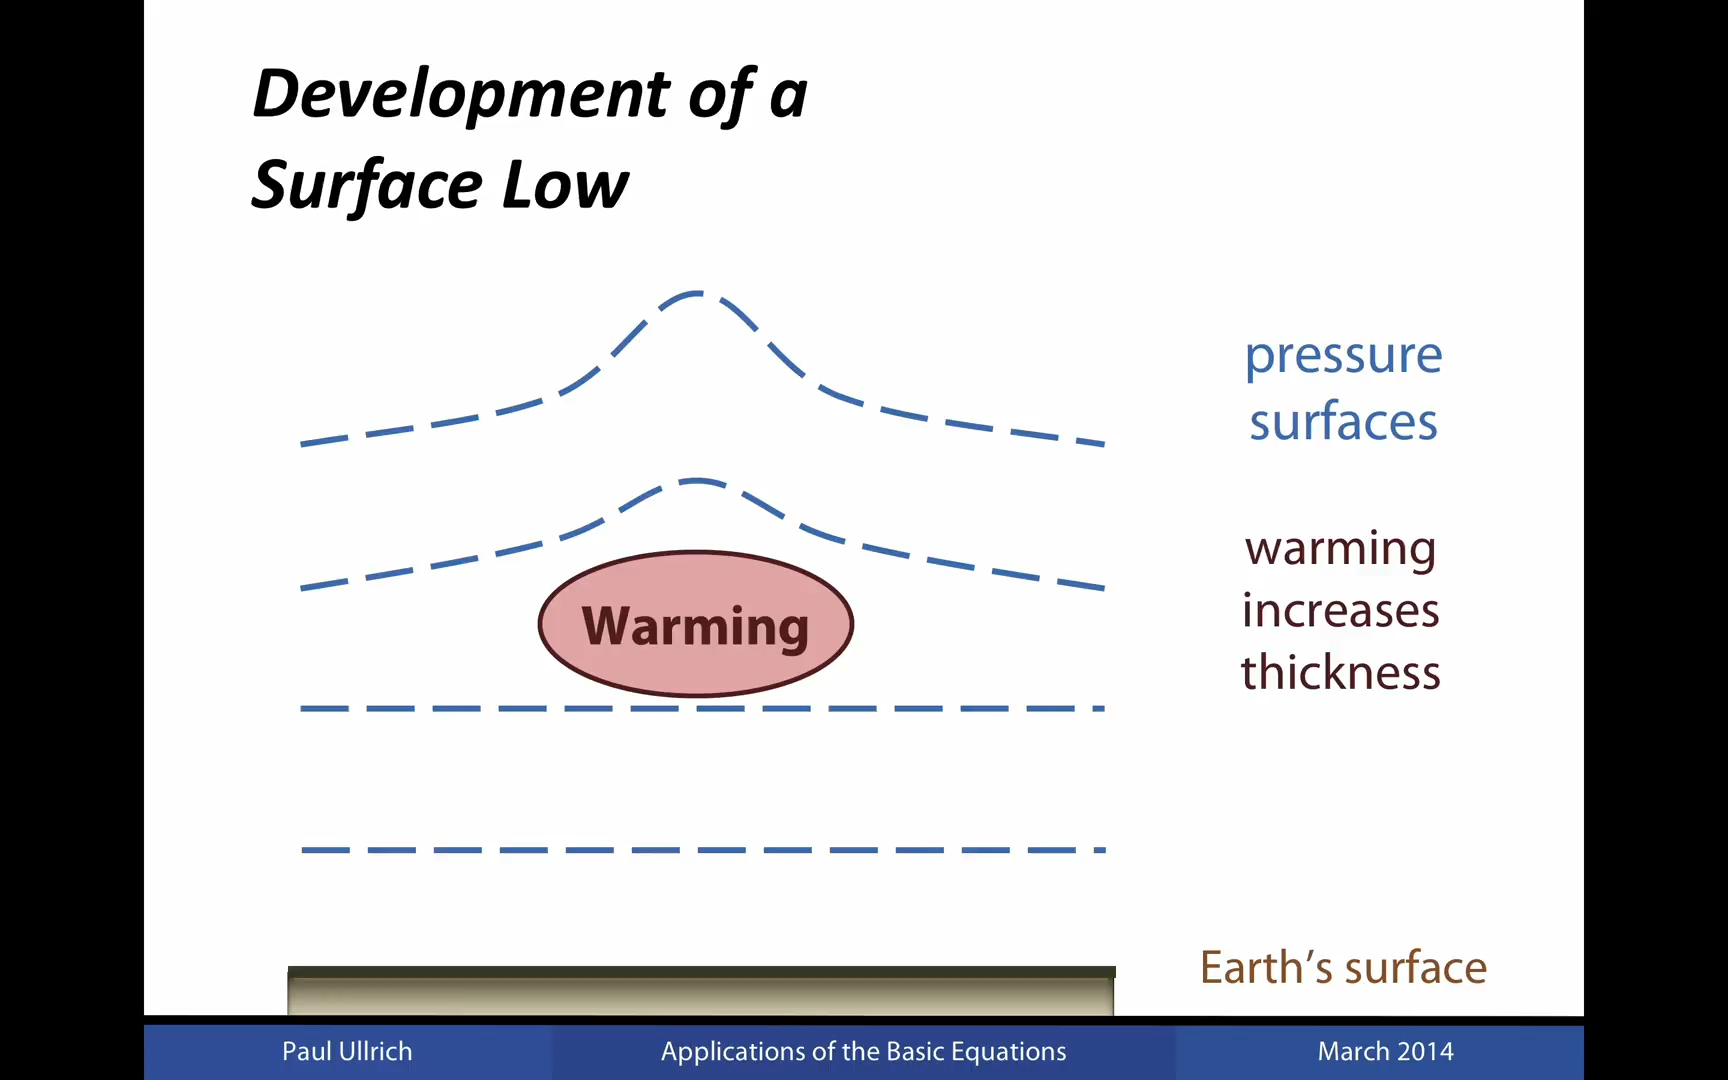 Development of a
Surface Low
pressure
surfaces
warming
increases
thickness
Warming
Earth’s surface
Paul Ullrich
Applications of the Basic Equations
March 2014